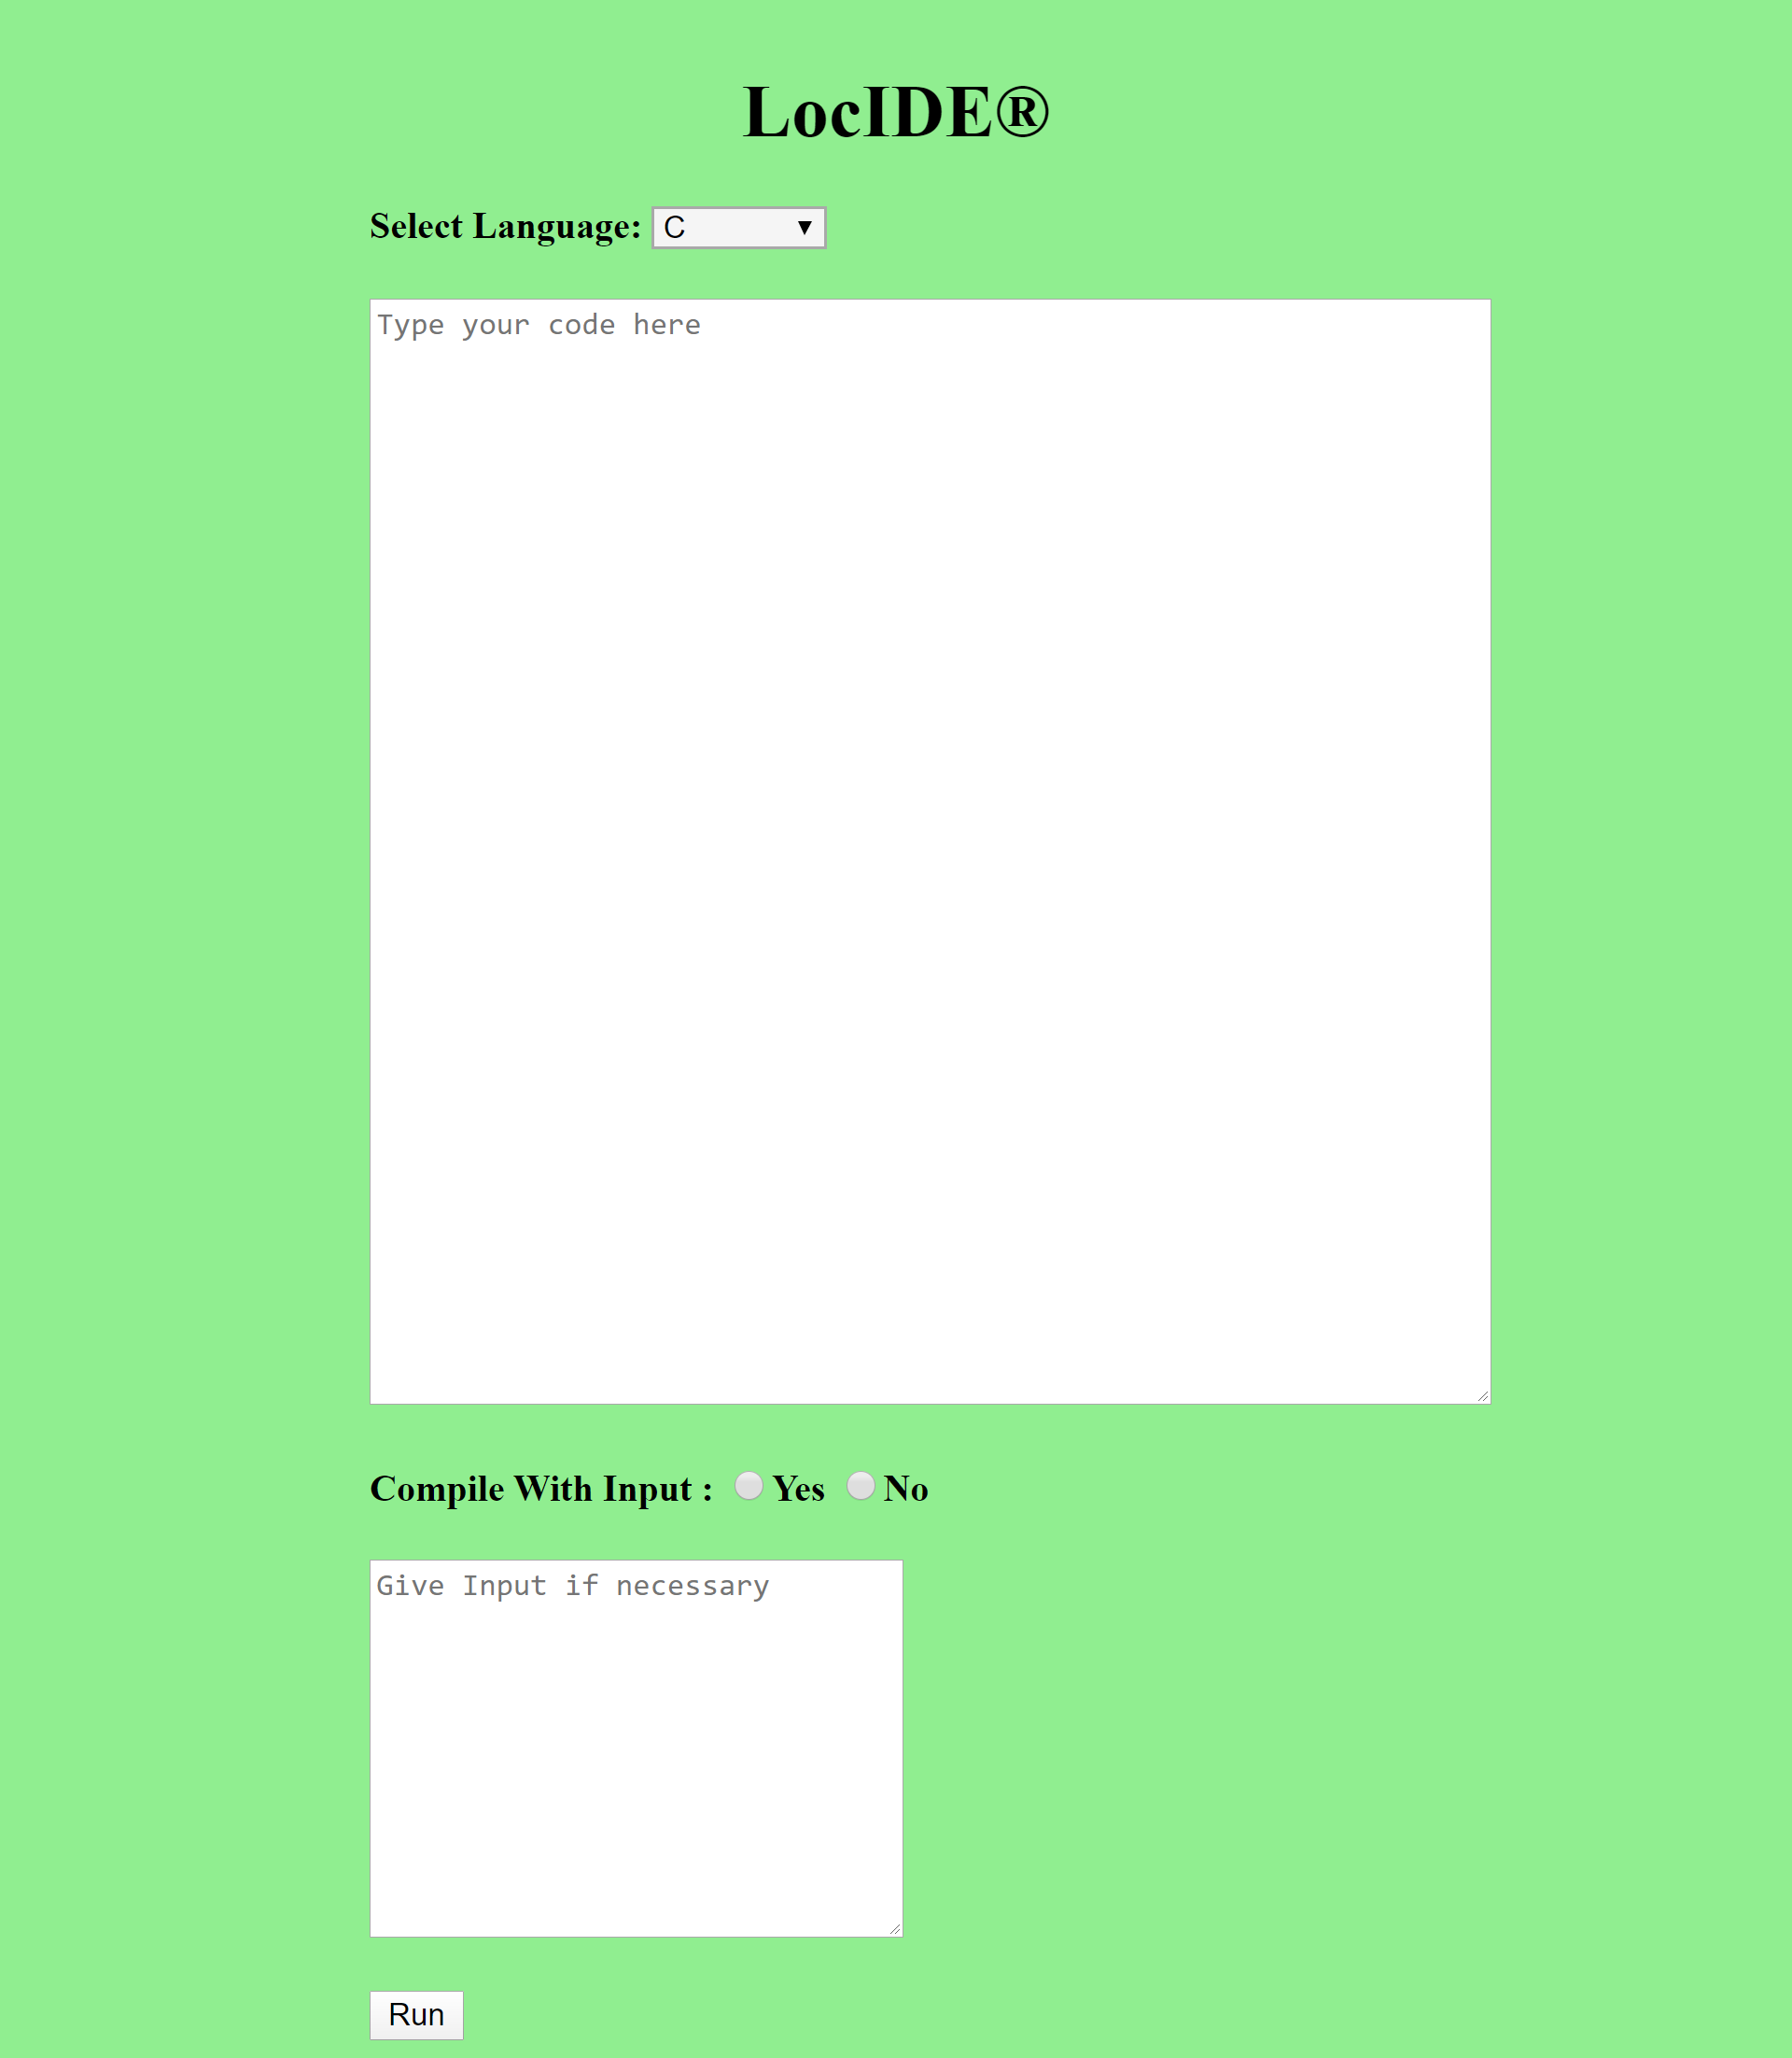 LocIDE®
Select Language: C
Type your code here
Compile With Input : Yes No
Give Input if necessary
Run